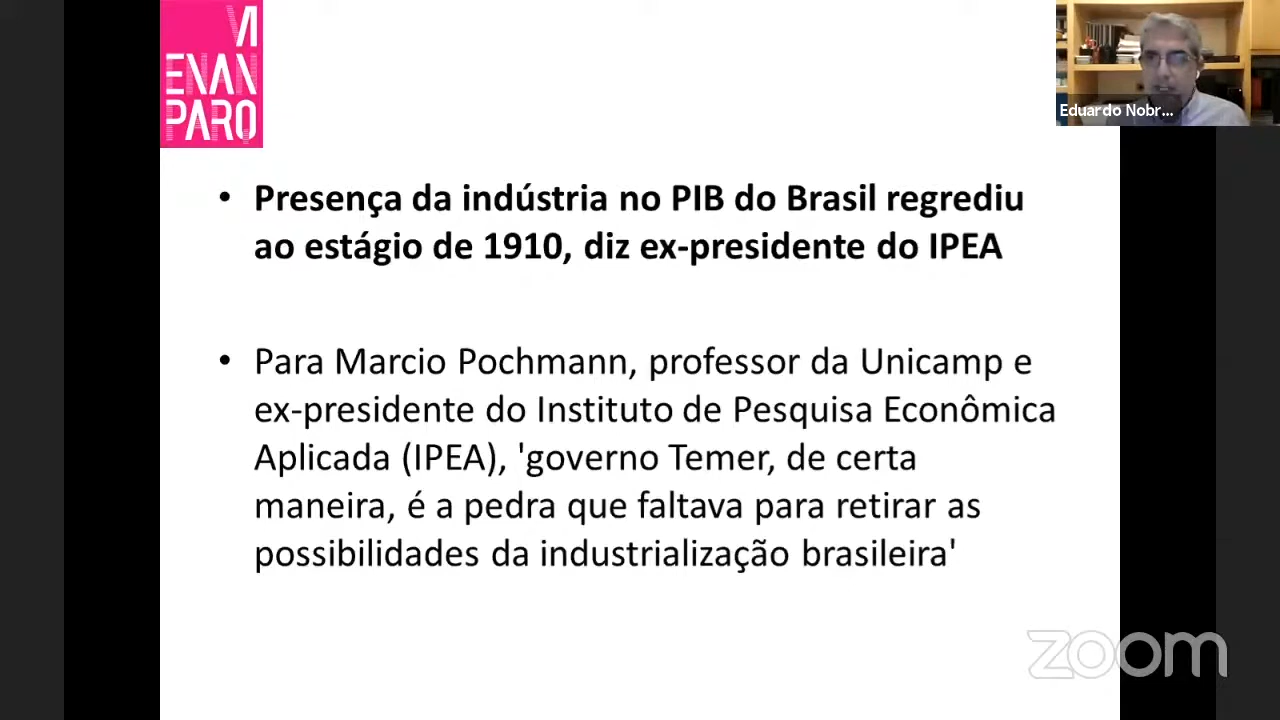 VI
ENAN
PARQ
Eduardo Nobr...
• Presença da indústria no PIB do Brasil regrediu
ao estágio de 1910, diz ex-presidente do IPEA
• Para Marcio Pochmann, professor da Unicamp e
ex-presidente do Instituto de Pesquisa Econômica
Aplicada (IPEA), 'governo Temer, de certa
maneira, é a pedra que faltava para retirar as
possibilidades da industrialização brasileira'
zoom